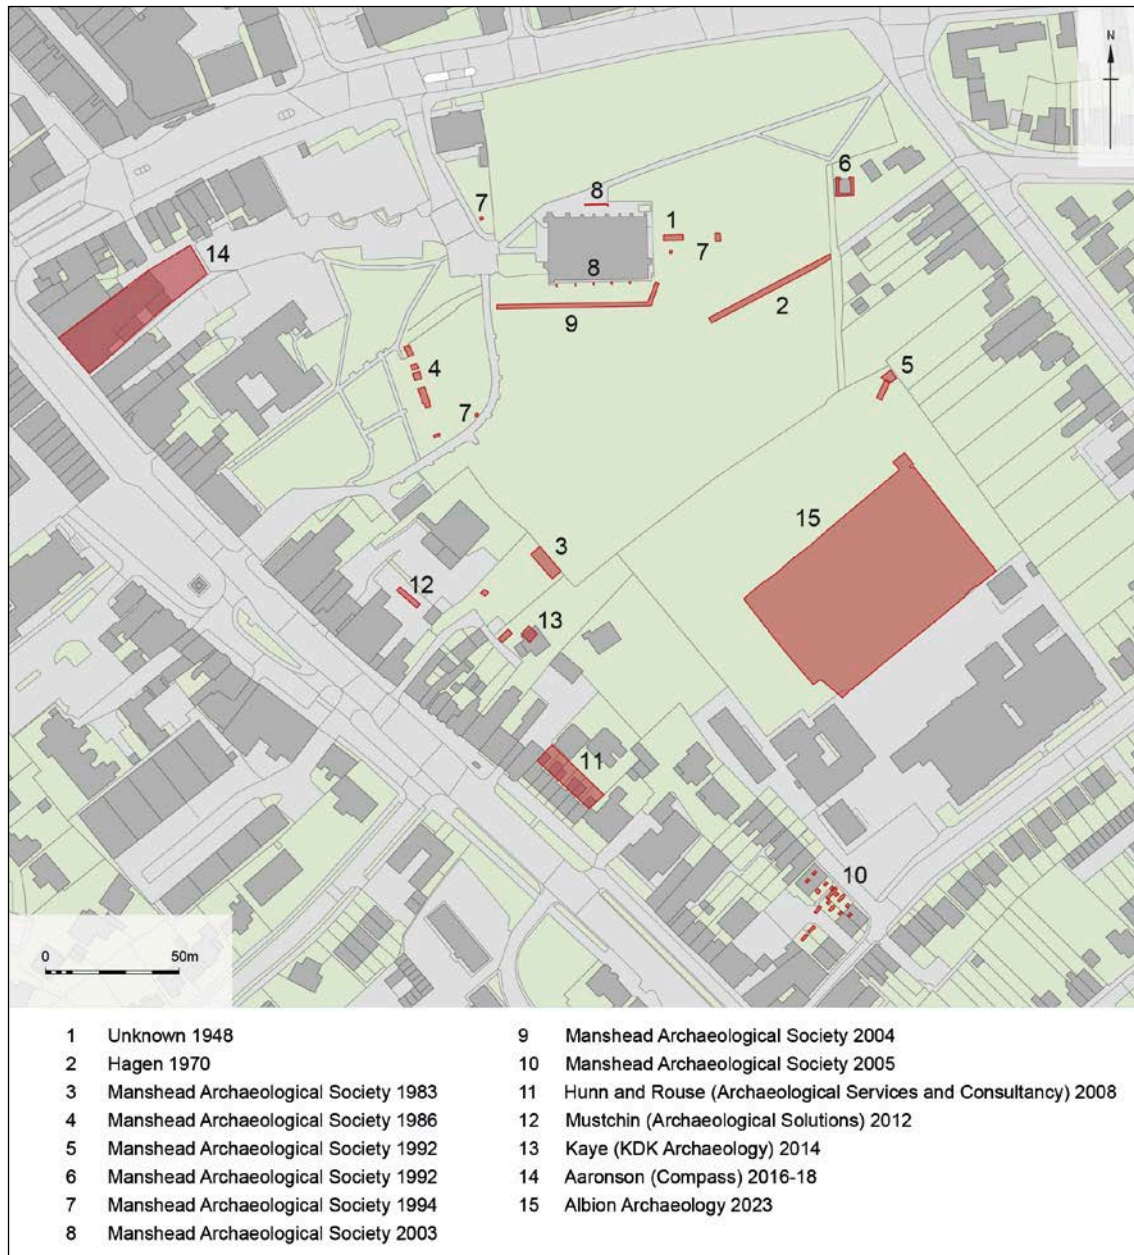 N
6
8
7
1
14
7
8
2
9
5
4
7
15
3
12
13
11
10
0 50m
1 Unknown 1948
2 Hagen 1970
3 Manshead Archaeological Society 1983
4 Manshead Archaeological Society 1986
5 Manshead Archaeological Society 1992
6 Manshead Archaeological Society 1992
7 Manshead Archaeological Society 1994
8 Manshead Archaeological Society 2003
9 Manshead Archaeological Society 2004
10 Manshead Archaeological Society 2005
11 Hunn and Rouse (Archaeological Services and Consultancy) 2008
12 Mustchin (Archaeological Solutions) 2012
13 Kaye (KDK Archaeology) 2014
14 Aaronson (Compass) 2016-18
15 Albion Archaeology 2023